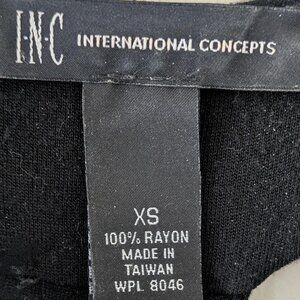 I·N·C INTERNATIONAL CONCEPTS
XS
100% RAYON
MADE IN
TAIWAN
WPL 8046